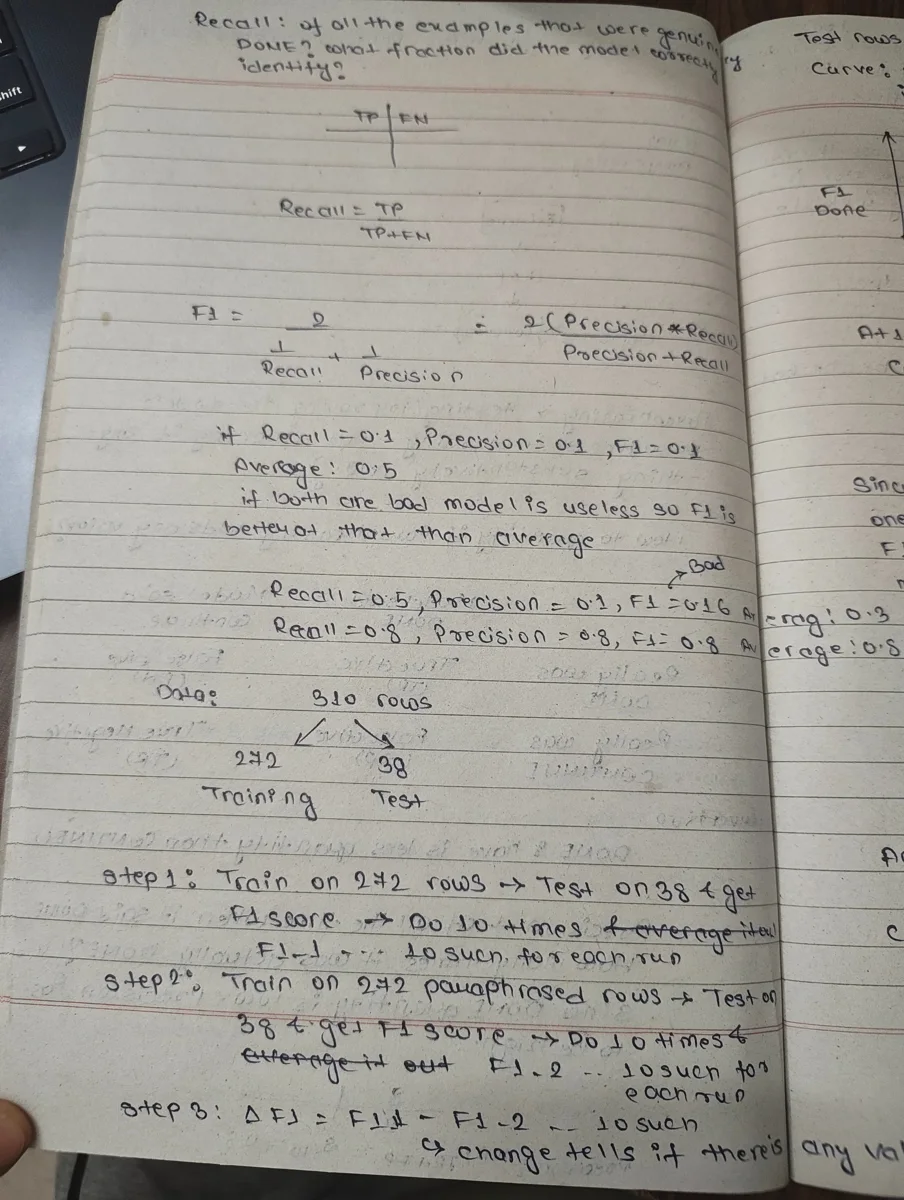 Recall: of all the examples that were genuinely
DONE? what fraction did the model correctly
identify?
TP | FN
Recall = TP
TP+FN
F1 = 2 = 2(Precision * Recall)
1 + 1 Precision + Recall
Recall Precision
if Recall = 0.1, Precision = 0.1, F1 = 0.1
Average: 0.5
if both are bad model is useless so F1 is
better at that than average
Bad
Recall = 0.5, Precision = 0.1, F1 = 0.16 Averag: 0.3
Recall = 0.8, Precision = 0.8, F1 = 0.8 Average: 0.8
Data: 310 rows
272 38
Training Test
Step 1: Train on 272 rows → Test on 38 & get
F1 score → Do 10 times & average it out
F1-1 ... 10 such for each run
Step 2: Train on 272 paraphrased rows → Test on
38 & get F1 score → Do 10 times &
average it out F1-2 .. 10 such for
each run
Step 3: Δ F1 = F1-1 - F1-2 ... 10 such
↳ change tells if there is any
Test rows
Curve:
F1
Done
Shift